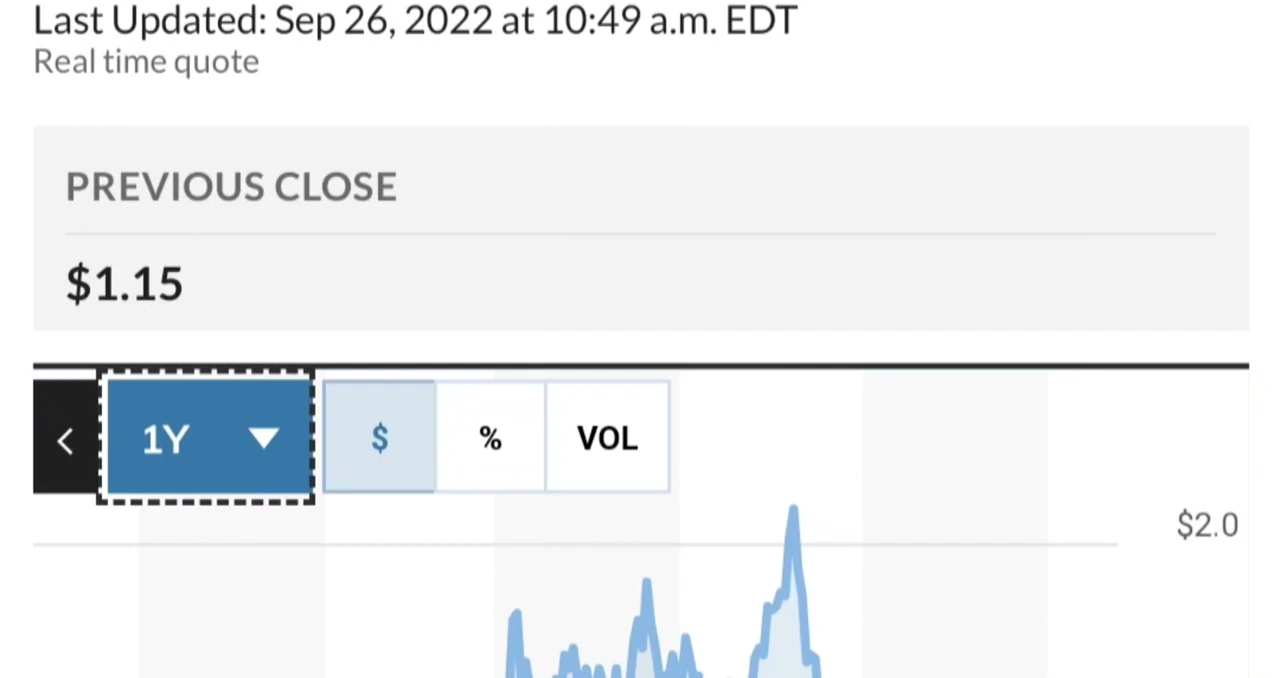 Last Updated: Sep 26, 2022 at 10:49 a.m. EDT
Real time quote
PREVIOUS CLOSE
$1.15
1Y $ % VOL
$2.0